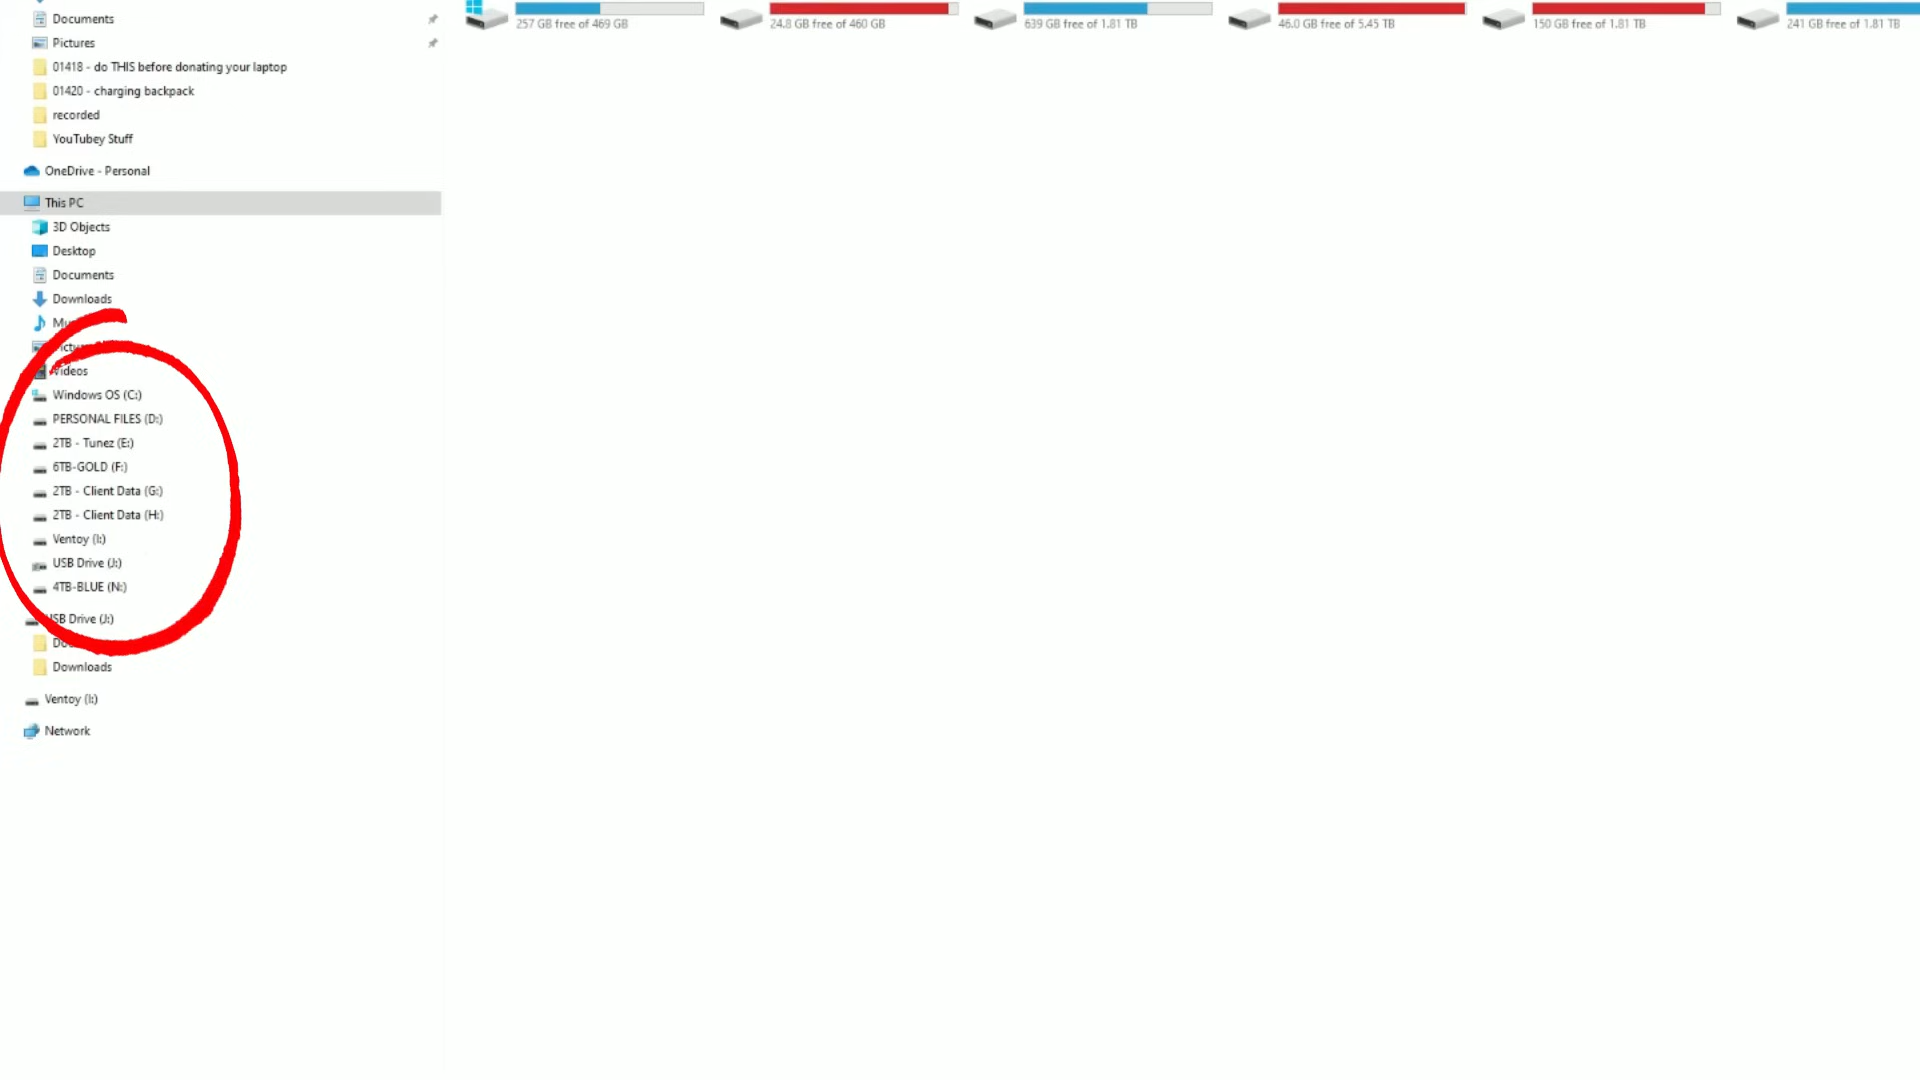 Documents
Pictures
01418 - do THIS before donating your laptop
01420 - charging backpack
recorded
YouTubey Stuff
OneDrive - Personal
This PC
3D Objects
Desktop
Documents
Downloads
Videos
Windows OS (C:)
PERSONAL FILES (D:)
2TB - Tunez (E:)
6TB-GOLD (F:)
2TB - Client Data (G:)
2TB - Client Data (H:)
Ventoy (I:)
USB Drive (J:)
4TB-BLUE (N:)
USB Drive (J:)
Downloads
Ventoy (I:)
Network
257 GB free of 469 GB
24.8 GB free of 460 GB
639 GB free of 1.81 TB
46.0 GB free of 5.45 TB
150 GB free of 1.81 TB
241 GB free of 1.81 TB